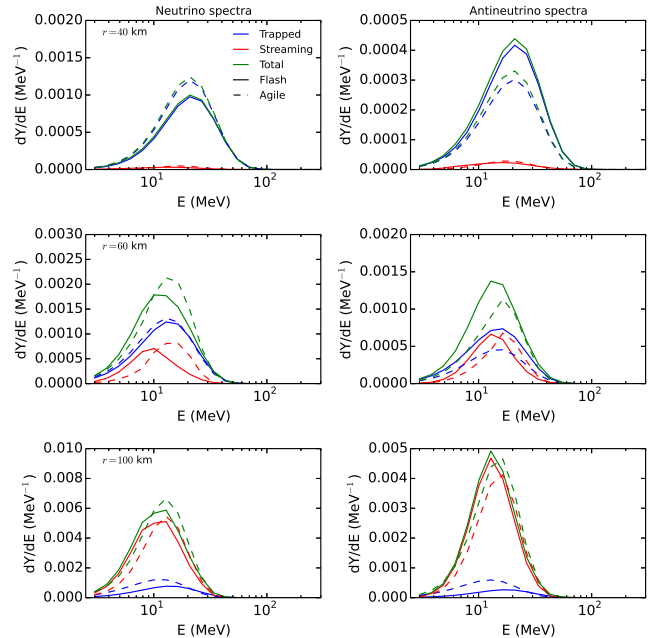 Neutrino spectra
Antineutrino spectra
0.0020
0.0015
0.0010
0.0005
0.0000
dY/dE (MeV⁻¹)
r = 40 km
Trapped
Streaming
Total
Flash
Agile
10¹
10²
E (MeV)
0.0005
0.0004
0.0003
0.0002
0.0001
0.0000
dY/dE (MeV⁻¹)
10¹
10²
E (MeV)
0.0030
0.0025
0.0020
0.0015
0.0010
0.0005
0.0000
dY/dE (MeV⁻¹)
r = 60 km
10¹
10²
E (MeV)
0.0020
0.0015
0.0010
0.0005
0.0000
dY/dE (MeV⁻¹)
10¹
10²
E (MeV)
0.010
0.008
0.006
0.004
0.002
0.000
dY/dE (MeV⁻¹)
r = 100 km
10¹
10²
E (MeV)
0.005
0.004
0.003
0.002
0.001
0.000
dY/dE (MeV⁻¹)
10¹
10²
E (MeV)